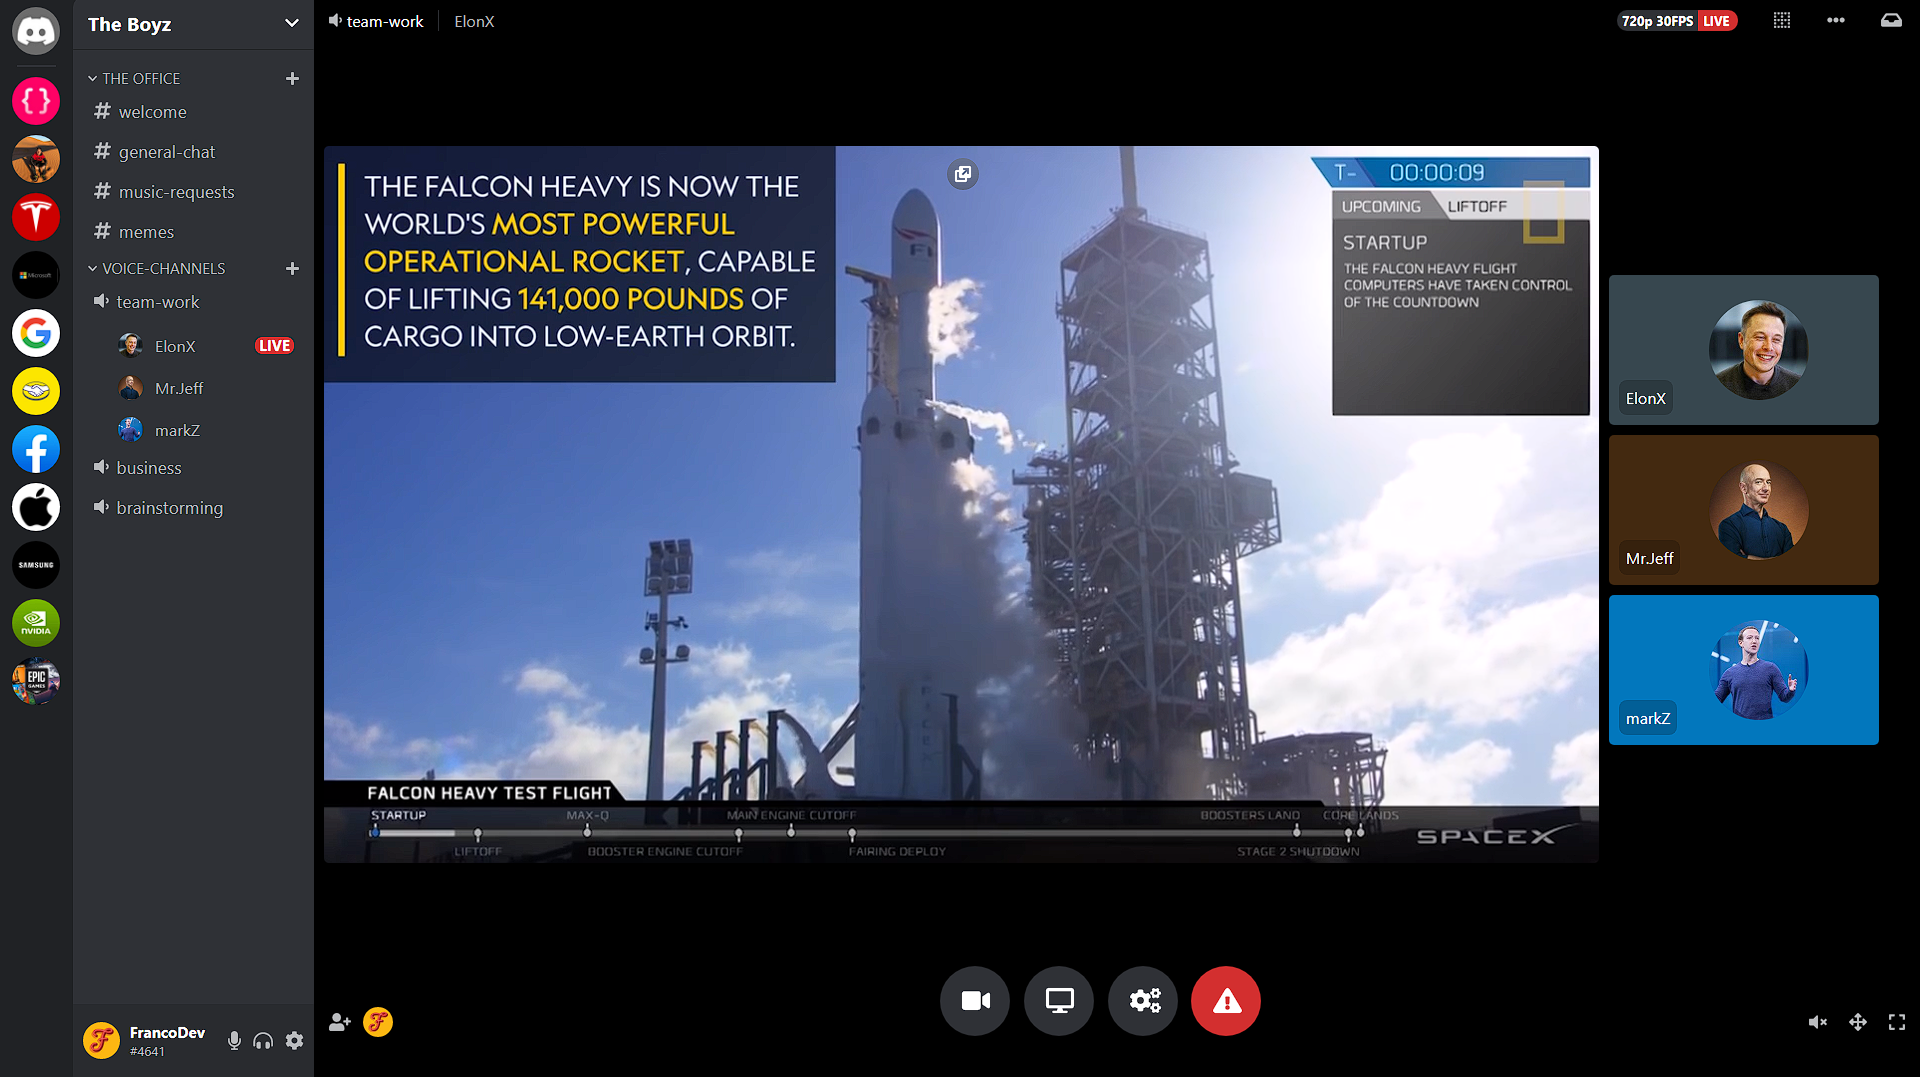 The Boyz
THE OFFICE
welcome
general-chat
music-requests
memes
VOICE-CHANNELS
team-work
ElonX LIVE
Mr.Jeff
markZ
business
brainstorming
Microsoft
SAMSUNG
NVIDIA
EPIC
GAMES
FrancoDev
#4641
team-work ElonX
720p 30FPS LIVE
THE FALCON HEAVY IS NOW THE
WORLD'S MOST POWERFUL
OPERATIONAL ROCKET, CAPABLE
OF LIFTING 141,000 POUNDS OF
CARGO INTO LOW-EARTH ORBIT.
T- 00:00:09
UPCOMING LIFTOFF
STARTUP
THE FALCON HEAVY FLIGHT
COMPUTERS HAVE TAKEN CONTROL
OF THE COUNTDOWN
FALCON HEAVY TEST FLIGHT
STARTUP MAX-Q MAIN ENGINE CUTOFF BOOSTERS LAND CORE LANDS
LIFTOFF BOOSTER ENGINE CUTOFF FAIRING DEPLOY STAGE 2 SHUTDOWN
SPACEX
ElonX
Mr.Jeff
markZ